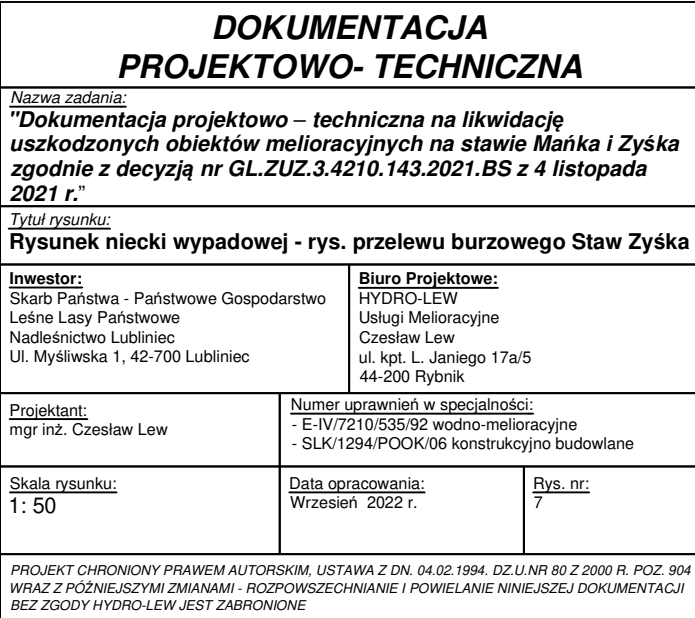 DOKUMENTACJA
PROJEKTOWO- TECHNICZNA
Nazwa zadania:
"Dokumentacja projektowo – techniczna na likwidację
uszkodzonych obiektów melioracyjnych na stawie Mańka i Zyśka
zgodnie z decyzją nr GL.ZUZ.3.4210.143.2021.BS z 4 listopada
2021 r.”
Tytuł rysunku:
Rysunek niecki wypadowej - rys. przelewu burzowego Staw Zyśka
Inwestor:
Skarb Państwa - Państwowe Gospodarstwo
Leśne Lasy Państwowe
Nadleśnictwo Lubliniec
Ul. Myśliwska 1, 42-700 Lubliniec
Biuro Projektowe:
HYDRO-LEW
Usługi Melioracyjne
Czesław Lew
ul. kpt. L. Janiego 17a/5
44-200 Rybnik
Projektant:
mgr inż. Czesław Lew
Numer uprawnień w specjalności:
- E-IV/7210/535/92 wodno-melioracyjne
- SLK/1294/POOK/06 konstrukcyjno budowlane
Skala rysunku:
1: 50
Data opracowania:
Wrzesień 2022 r.
Rys. nr:
7
PROJEKT CHRONIONY PRAWEM AUTORSKIM, USTAWA Z DN. 04.02.1994. DZ.U.NR 80 Z 2000 R. POZ. 904
WRAZ Z PÓŹNIEJSZYMI ZMIANAMI - ROZPOWSZECHNIANIE I POWIELANIE NINIEJSZEJ DOKUMENTACJI
BEZ ZGODY HYDRO-LEW JEST ZABRONIONE